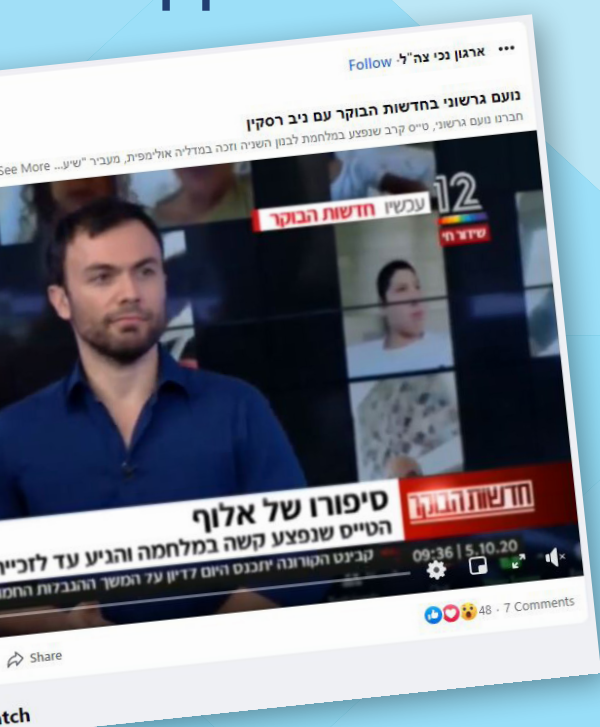 ארגון נכי צה"ל · Follow
נועם גרשוני בחדשות הבוקר עם ניב רסקין
חברנו נועם גרשוני, טייס קרב שנפצע במלחמת לבנון השניה וזכה במדליה אולימפית, מעביר "שיע... See More
12
עכשיו חדשות הבוקר
שידור חי
סיפורו של אלוף
חדשות הבוקר
הטייס שנפצע קשה במלחמה והגיע עד לזכייה
קבינט הקורונה יתכנס היום לדיון על המשך ההגבלות
09:36 | 5.10.20
48 · 7 Comments
Share
tch